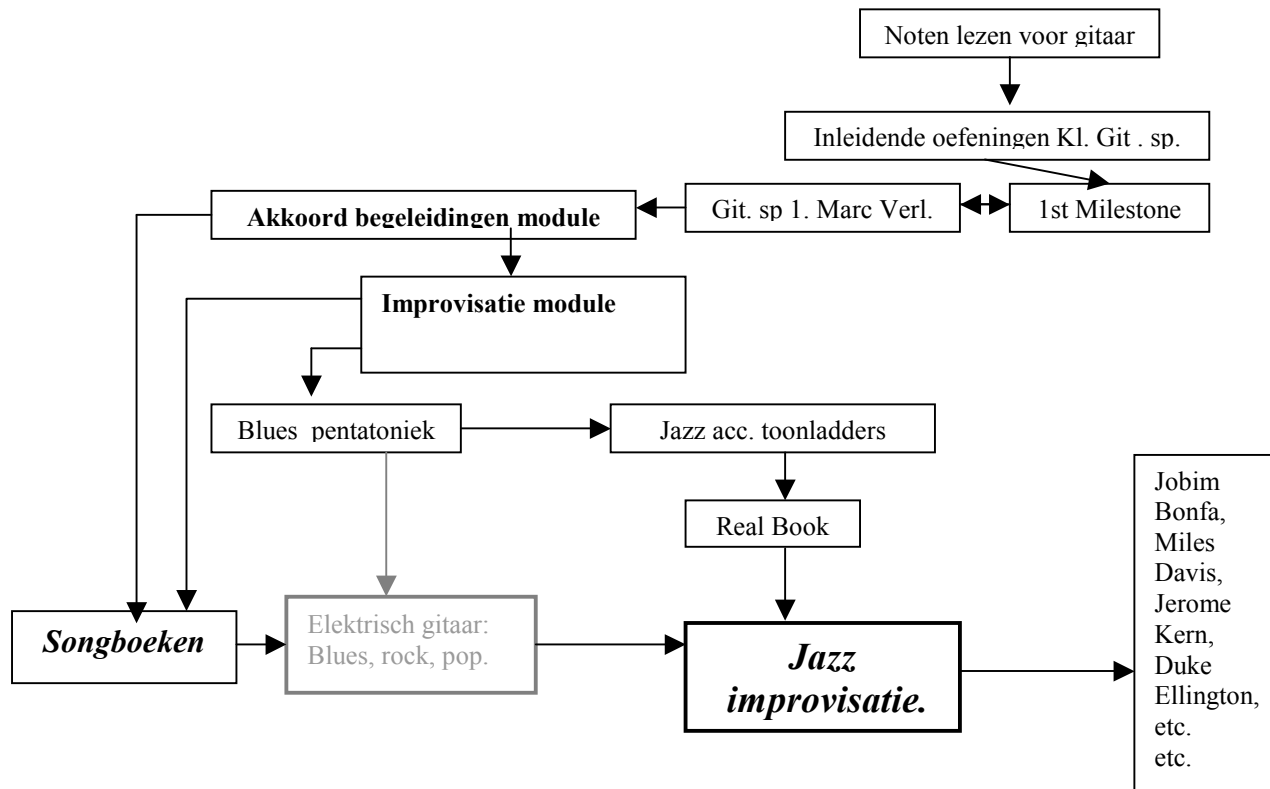 Noten lezen voor gitaar
Inleidende oefeningen Kl. Git . sp.
Akkoord begeleidingen module
Git. sp 1. Marc Verl.
1st Milestone
Improvisatie module
Blues pentatoniek
Jazz acc. toonladders
Real Book
Songboeken
Elektrisch gitaar:
Blues, rock, pop.
Jazz
improvisatie.
Jobim
Bonfa,
Miles
Davis,
Jerome
Kern,
Duke
Ellington,
etc.
etc.